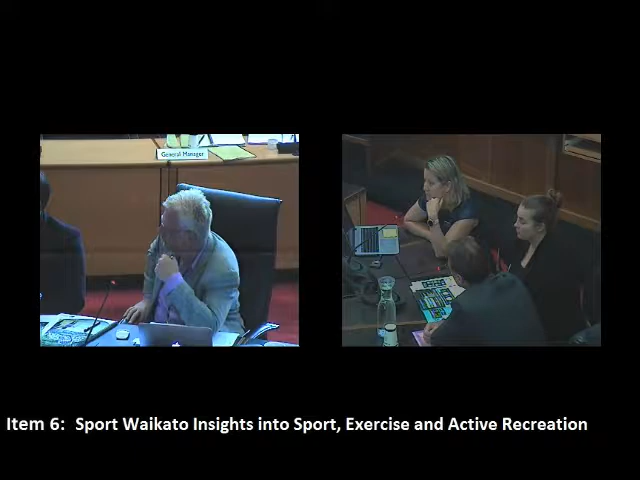 General Manager
Item 6: Sport Waikato Insights into Sport, Exercise and Active Recreation